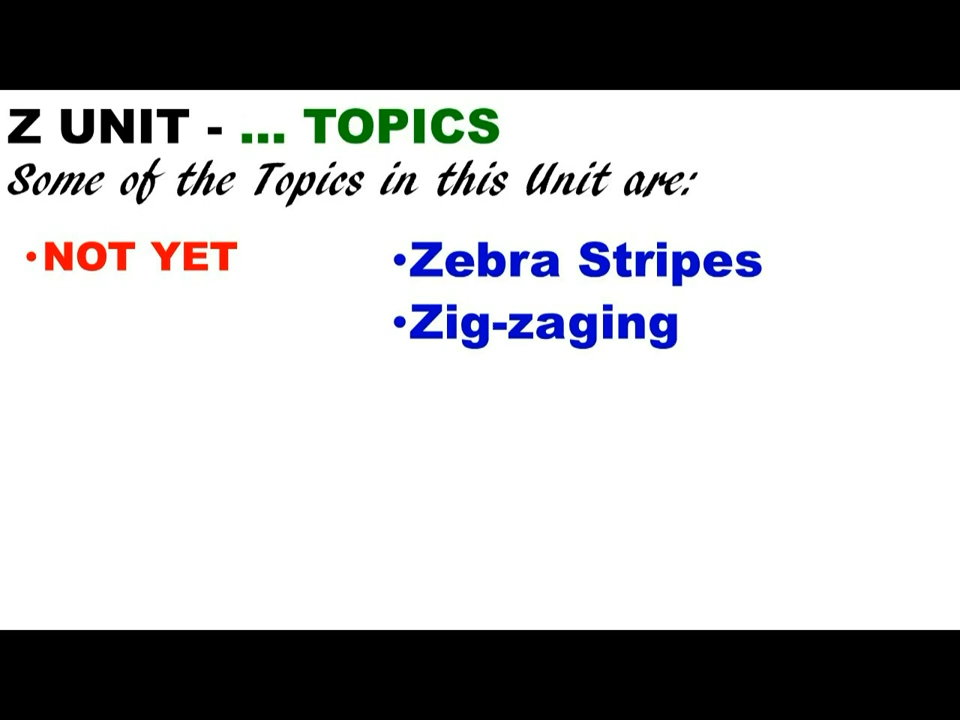 Z UNIT - ... TOPICS
Some of the Topics in this Unit are:
•NOT YET
•Zebra Stripes
•Zig-zaging